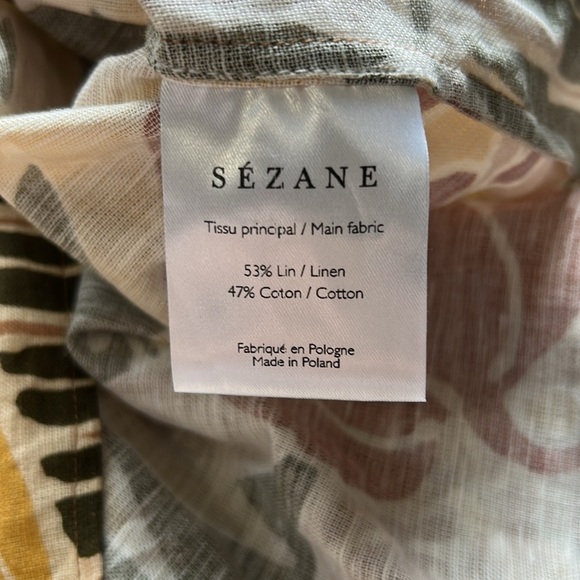 SÉZANE
Tissu principal / Main fabric
53% Lin / Linen
47% Coton / Cotton
Fabriqué en Pologne
Made in Poland